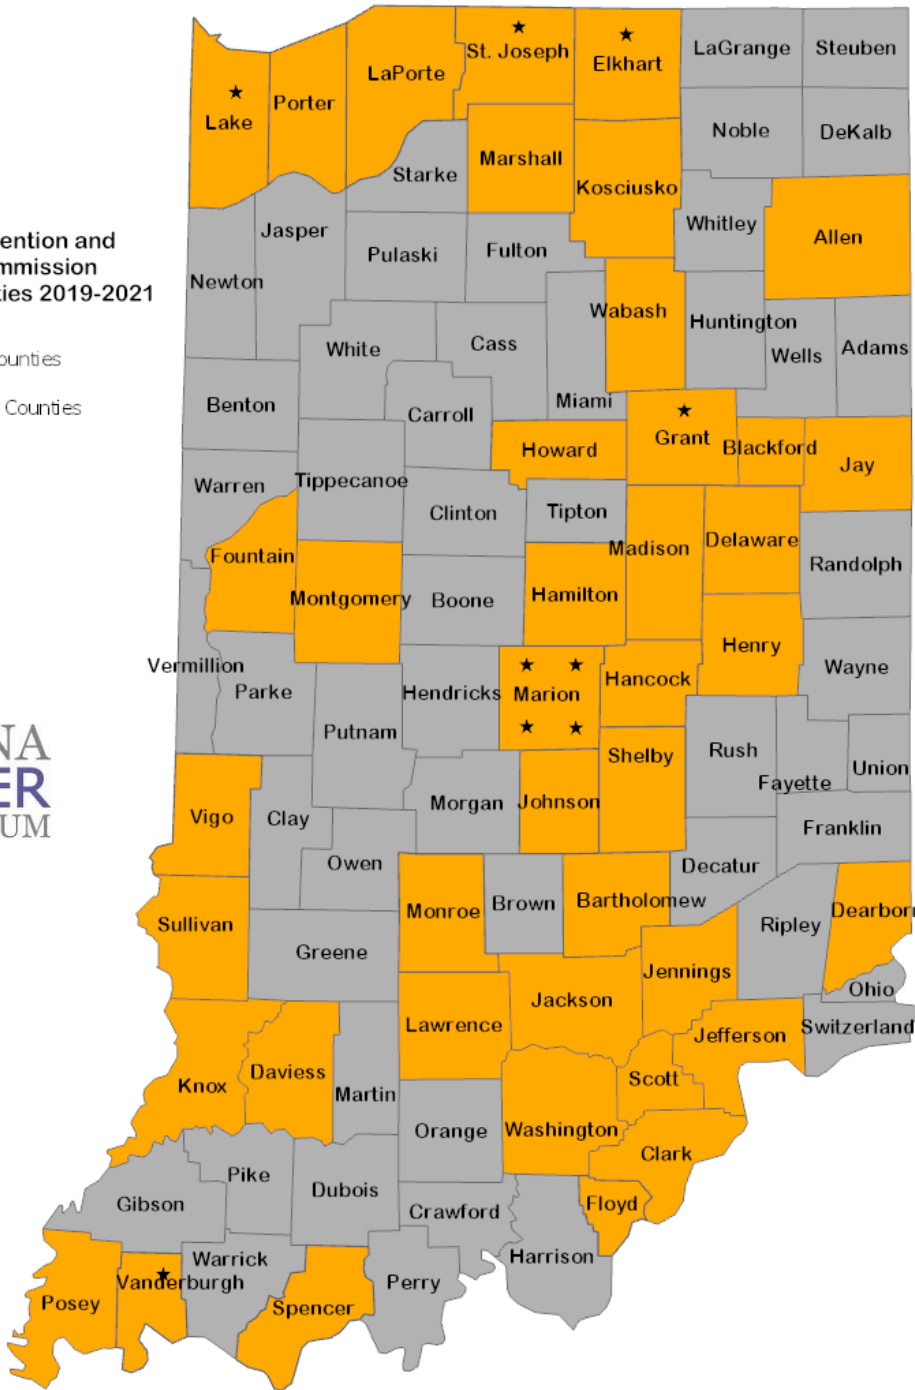 LaGrange
Steuben
St. Joseph
Elkhart
LaPorte
Porter
Lake
Noble
DeKalb
Marshall
Starke
Kosciusko
Whitley
Allen
Jasper
ention and
mmission
ties 2019-2021
Pulaski
Fulton
Newton
Wabash
Huntington
White
Cass
Wells
Adams
ounties
Counties
Benton
Carroll
Miami
Grant
Blackford
Howard
Jay
Warren
Tippecanoe
Clinton
Tipton
Madison
Delaware
Fountain
Randolph
Montgomery
Boone
Hamilton
Henry
Vermillion
Parke
Hendricks
Marion
Hancock
Wayne
Putnam
NA
ER
UM
Rush
Shelby
Fayette
Union
Vigo
Clay
Morgan
Johnson
Franklin
Owen
Decatur
Monroe
Brown
Bartholomew
Sullivan
Ripley
Dearborn
Greene
Jennings
Jackson
Ohio
Lawrence
Jefferson
Switzerland
Knox
Daviess
Martin
Scott
Orange
Washington
Clark
Pike
Dubois
Gibson
Crawford
Floyd
Harrison
Warrick
Vanderburgh
Perry
Posey
Spencer